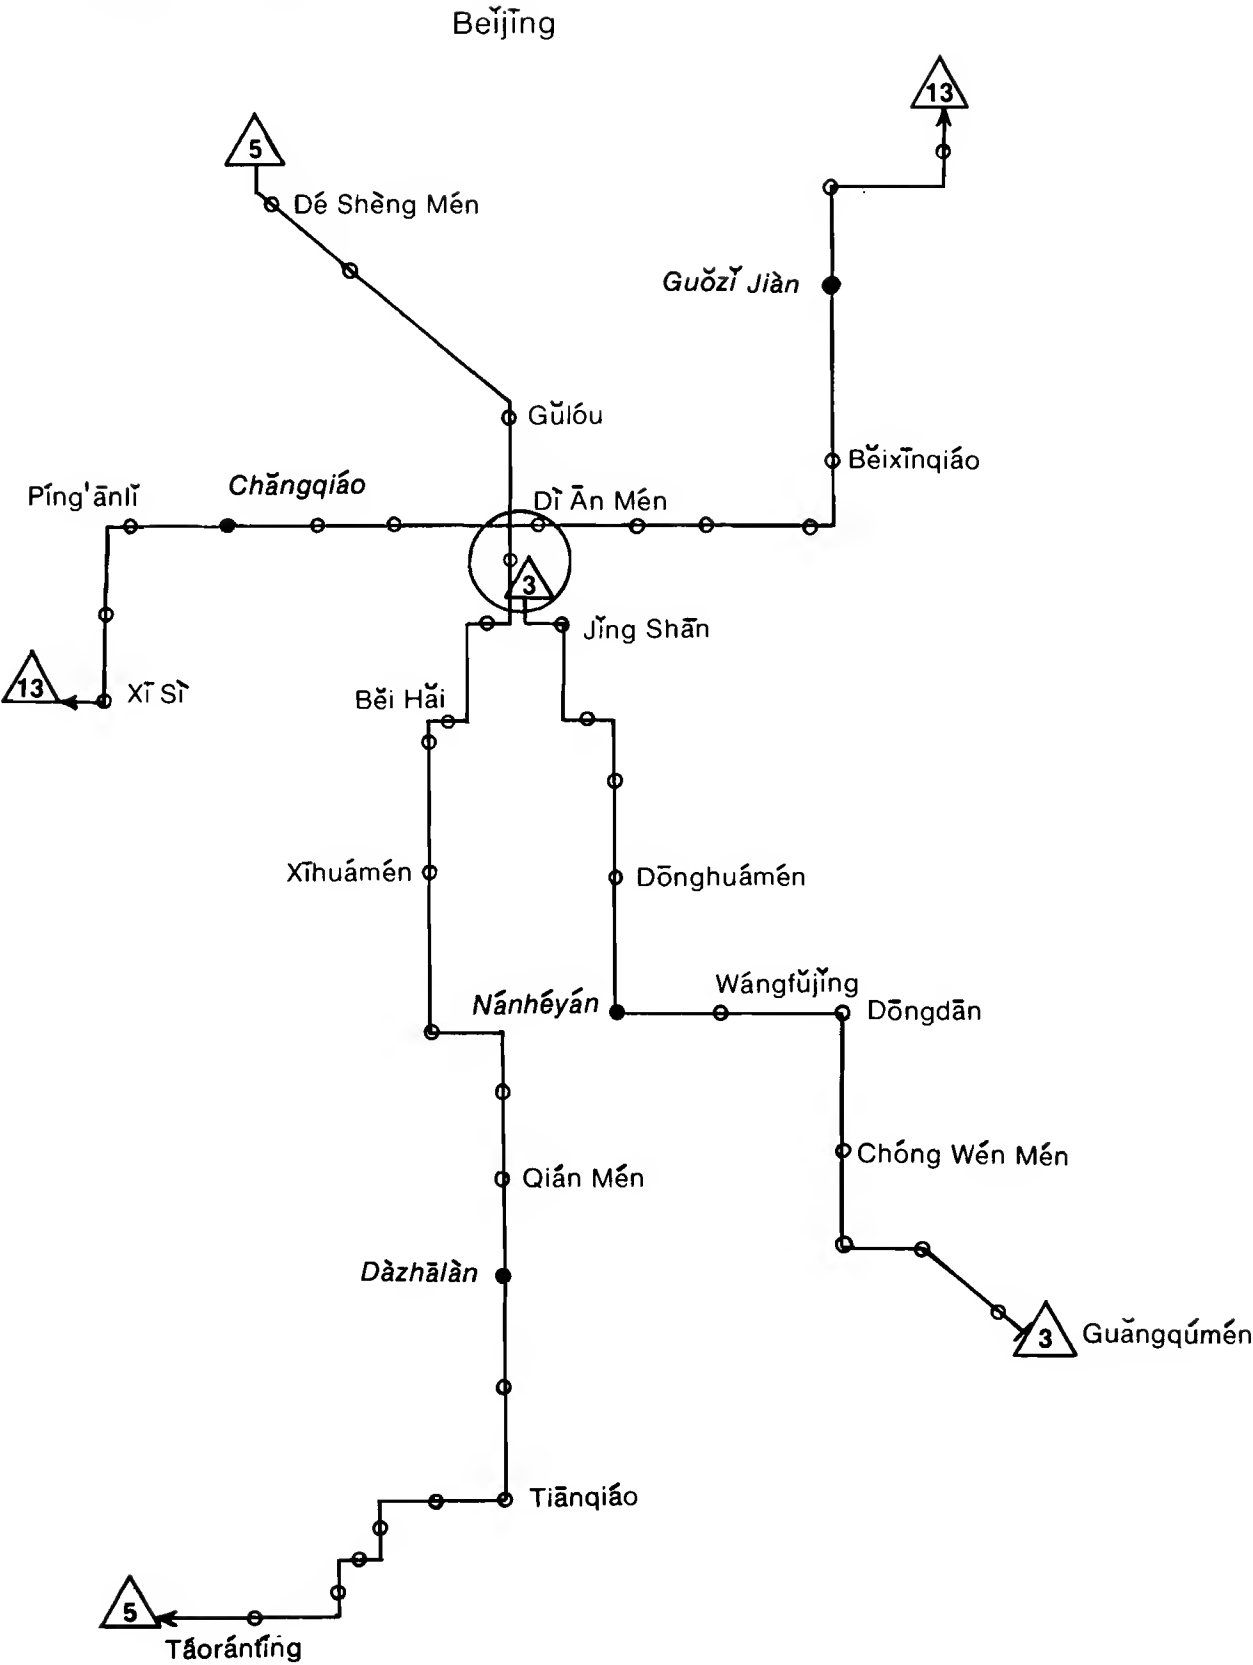 Beǐjīng
13
5
Dé Shèng Mén
Guǒzǐ Jiàn
Gǔlóu
Běixīnqiáo
Chǎngqiáo
Píng'ānlǐ
Dì Ān Mén
3
Jǐng Shān
13
Xī Sì
Běi Hǎi
Xīhuámén
Dōnghuámén
Wángfǔjǐng
Nánhéyán
Dōngdān
Chóng Wén Mén
Qián Mén
Dàzhālàn
3
Guǎngqúmén
Tiānqiáo
5
Táorántíng